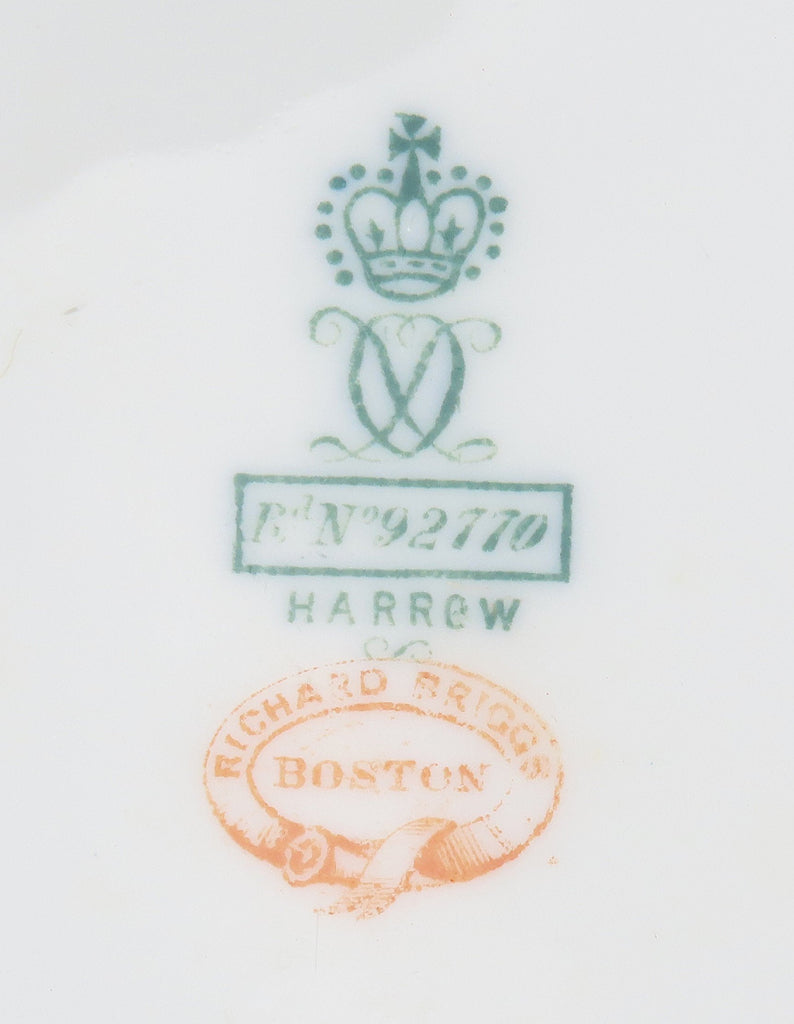 Rd No 92770
HARROW
RICHARD BRIGGS
BOSTON